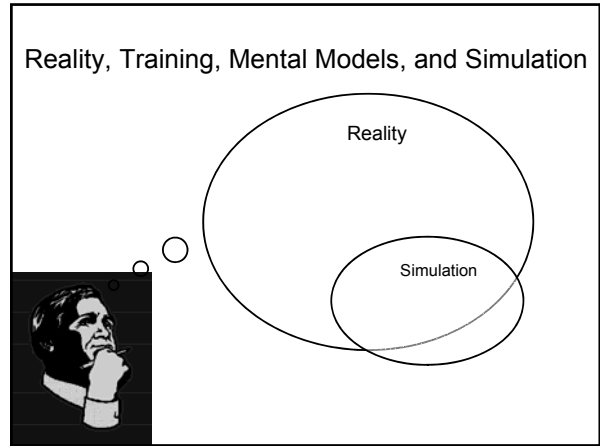 Reality, Training, Mental Models, and Simulation
Reality
Simulation